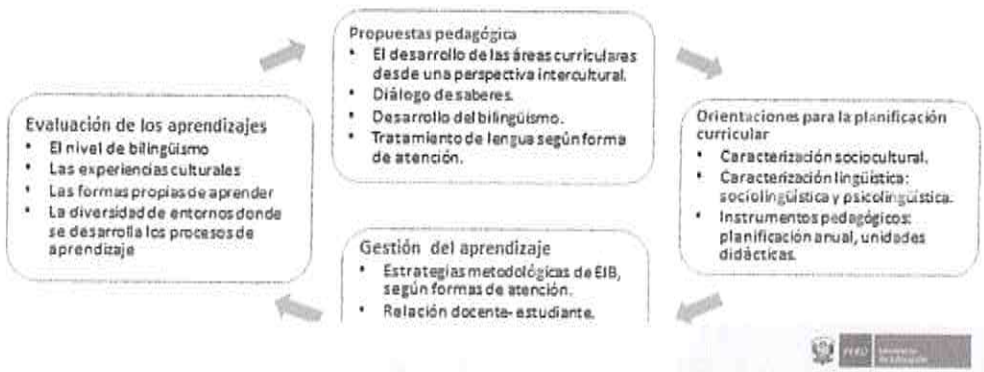 Propuestas pedagógica
• El desarrollo de las áreas curriculares
desde una perspectiva intercultural.
• Diálogo de saberes.
• Desarrollo del bilingüismo.
• Tratamiento de lengua según forma
de atención.
Orientaciones para la planificación
curricular
• Caracterización sociocultural.
• Caracterización lingüística:
sociolingüística y psicolingüística.
• Instrumentos pedagógicos:
planificación anual, unidades
didácticas.
Gestión del aprendizaje
• Estrategias metodológicas de EIB,
según formas de atención.
• Relación docente- estudiante.
Evaluación de los aprendizajes
• El nivel de bilingüismo
• Las experiencias culturales
• Las formas propias de aprender
• La diversidad de entornos donde
se desarrolla los procesos de
aprendizaje
PERÚ